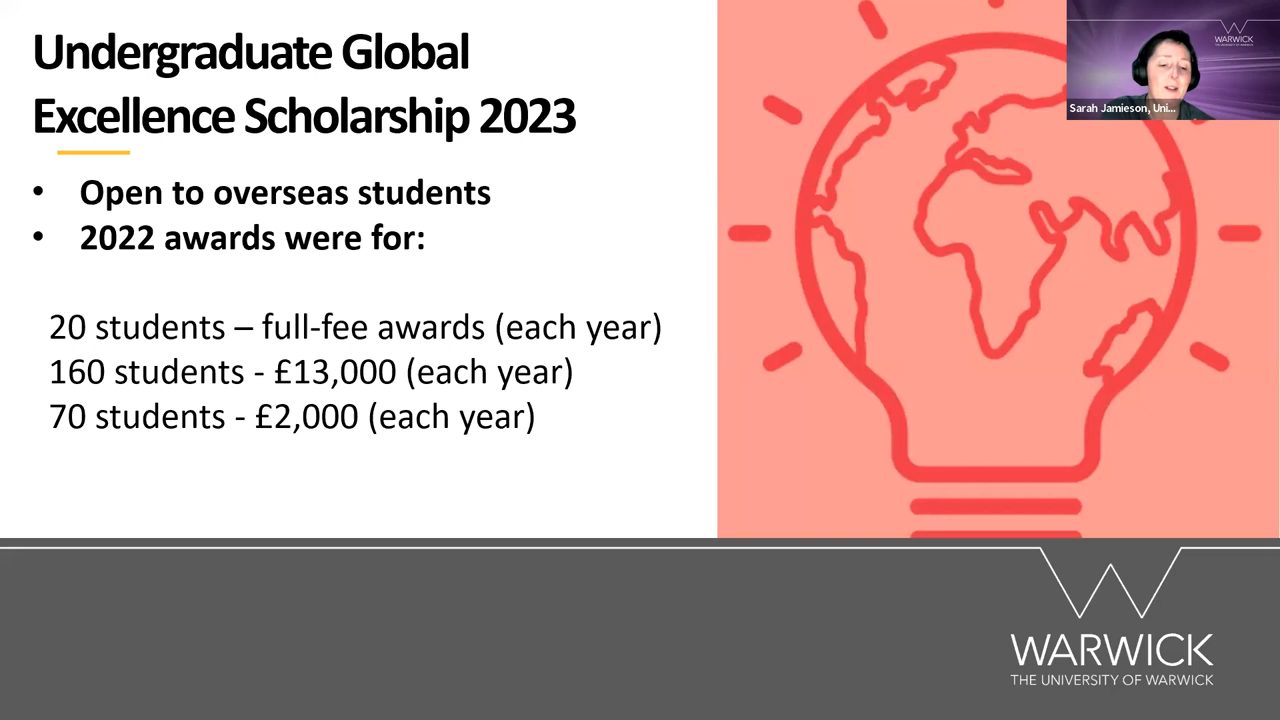 Undergraduate Global
Excellence Scholarship 2023
• Open to overseas students
• 2022 awards were for:
20 students – full-fee awards (each year)
160 students - £13,000 (each year)
70 students - £2,000 (each year)
WARWICK
Sarah Jamieson, Uni...
WARWICK
THE UNIVERSITY OF WARWICK